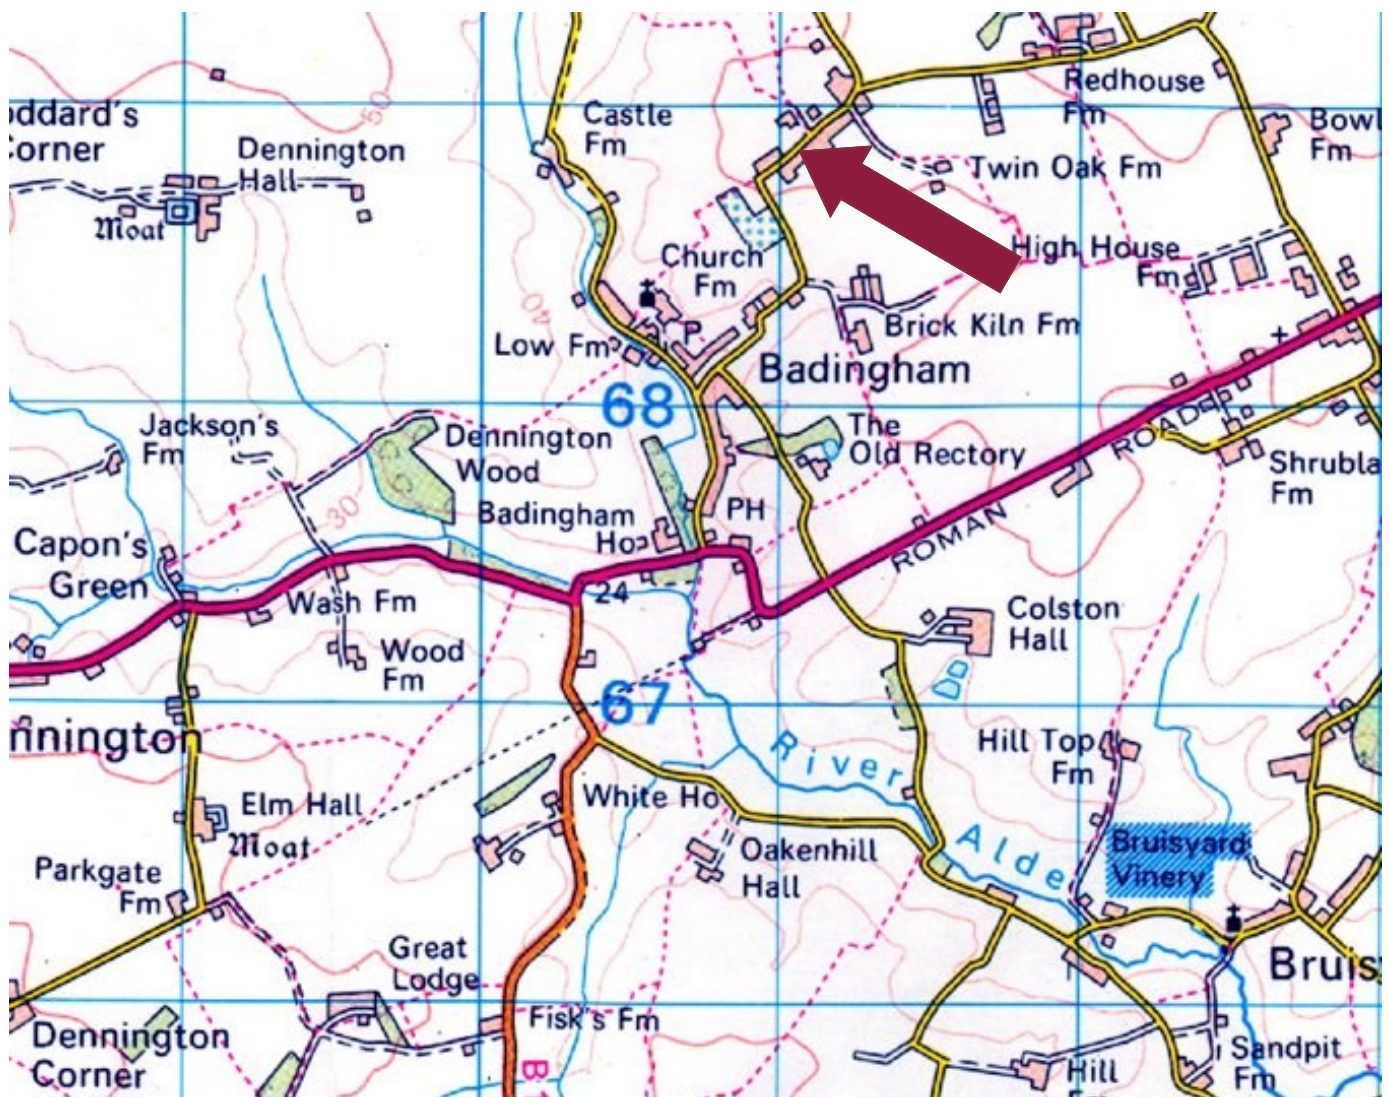 Redhouse
Fm
Castle
Fm
oddard's
Corner
Dennington
Hall
50
Bowl
Fm
Twin Oak Fm
Moat
Church
Fm
High House
Fm
40
Low Fm
P
Brick Kiln Fm
Badingham
68
Jackson's
Fm
Dennington
Wood
The
Old Rectory
ROMAN ROAD
Shrubla
Fm
30
Badingham
Ho
PH
Capon's
Green
Wash Fm
24
Colston
Hall
Wood
Fm
67
nnington
River Alde
Hill Top
Fm
Elm Hall
Moat
White Ho
Bruisyard
Vinery
Oakenhill
Hall
Parkgate
Fm
Great
Lodge
Bruis
Fisk's Fm
Dennington
Corner
B1
Hill
Sandpit
Fm